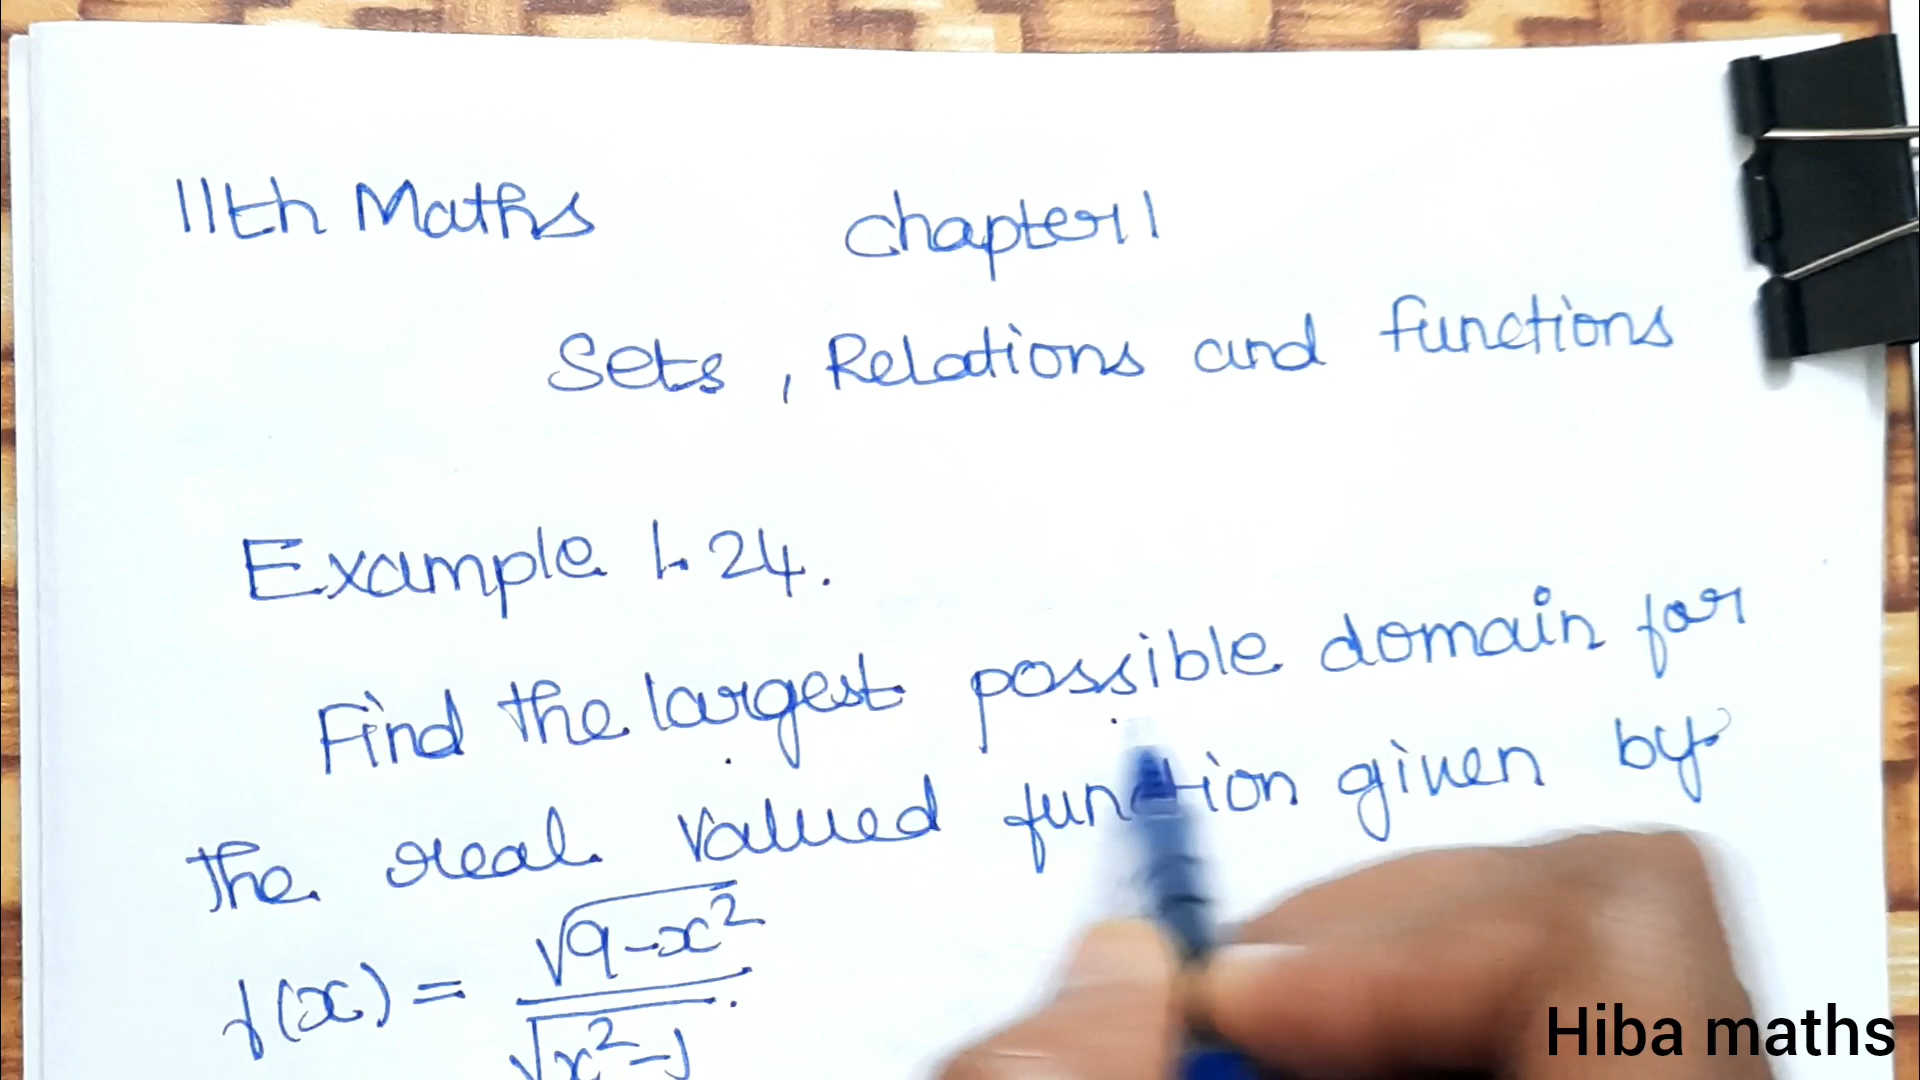 11th Maths chapter 1
Sets, Relations and functions
Example 1.24.
Find the largest possible domain for
the real valued function given by
f(x) = √(9-x²) / √(x²-1)
Hiba maths